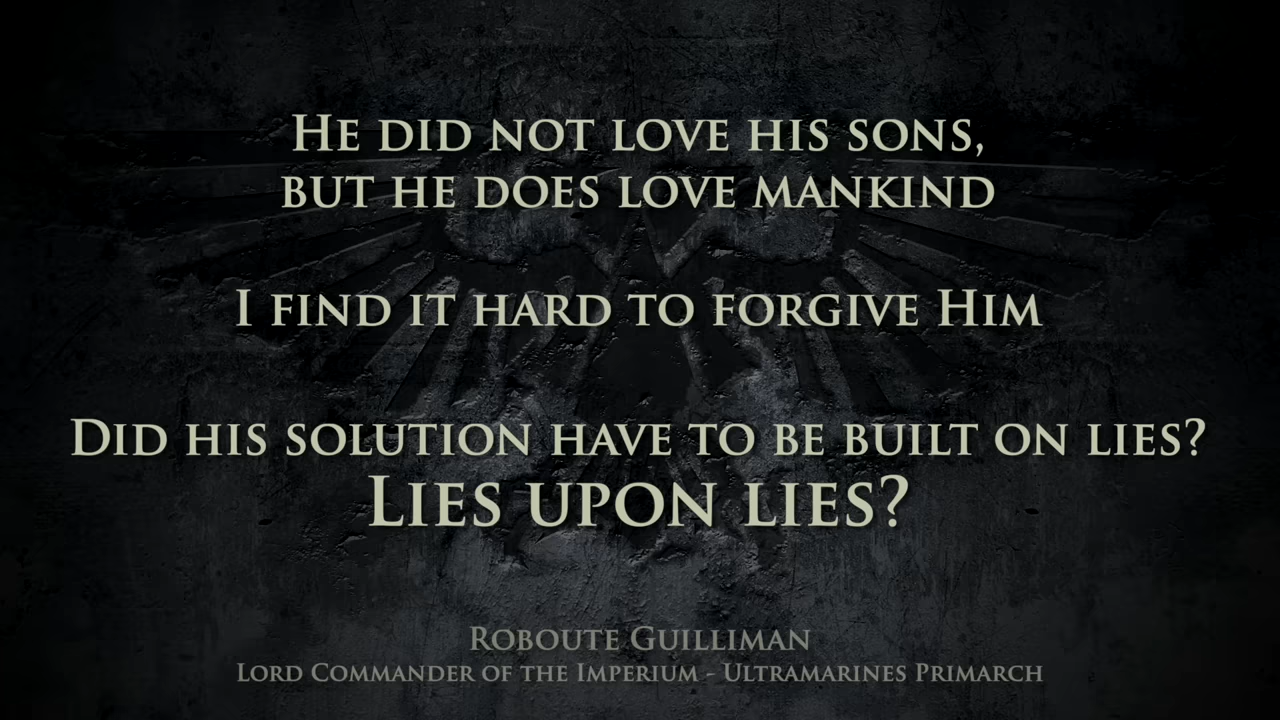 He did not love his sons,
but he does love mankind
I find it hard to forgive Him
Did his solution have to be built on lies?
Lies upon lies?
Roboute Guilliman
Lord Commander of the Imperium - Ultramarines Primarch